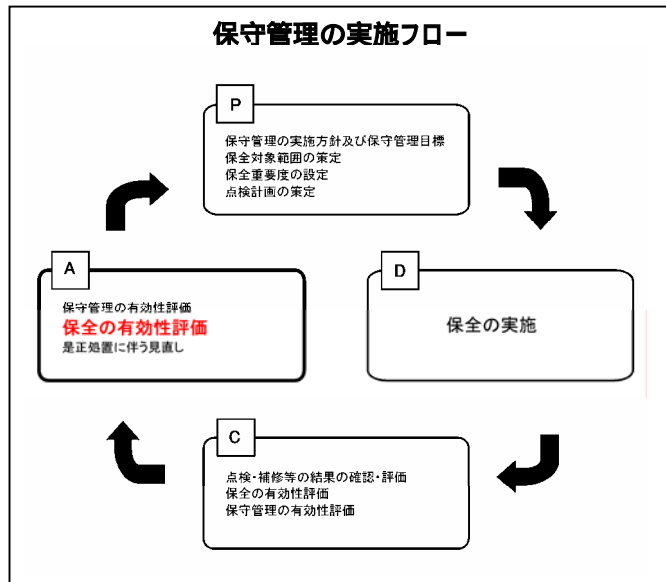 保守管理の実施フロー
P
保守管理の実施方針及び保守管理目標
保全対象範囲の策定
保全重要度の設定
点検計画の策定
A
保守管理の有効性評価
保全の有効性評価
是正処置に伴う見直し
D
保全の実施
C
点検・補修等の結果の確認・評価
保全の有効性評価
保守管理の有効性評価